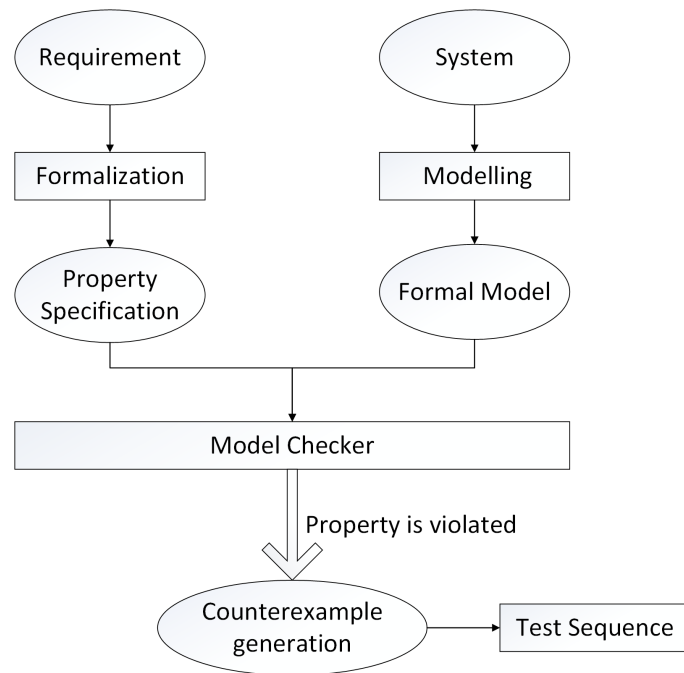 Requirement
System
Formalization
Modelling
Property
Specification
Formal Model
Model Checker
Property is violated
Counterexample
generation
Test Sequence